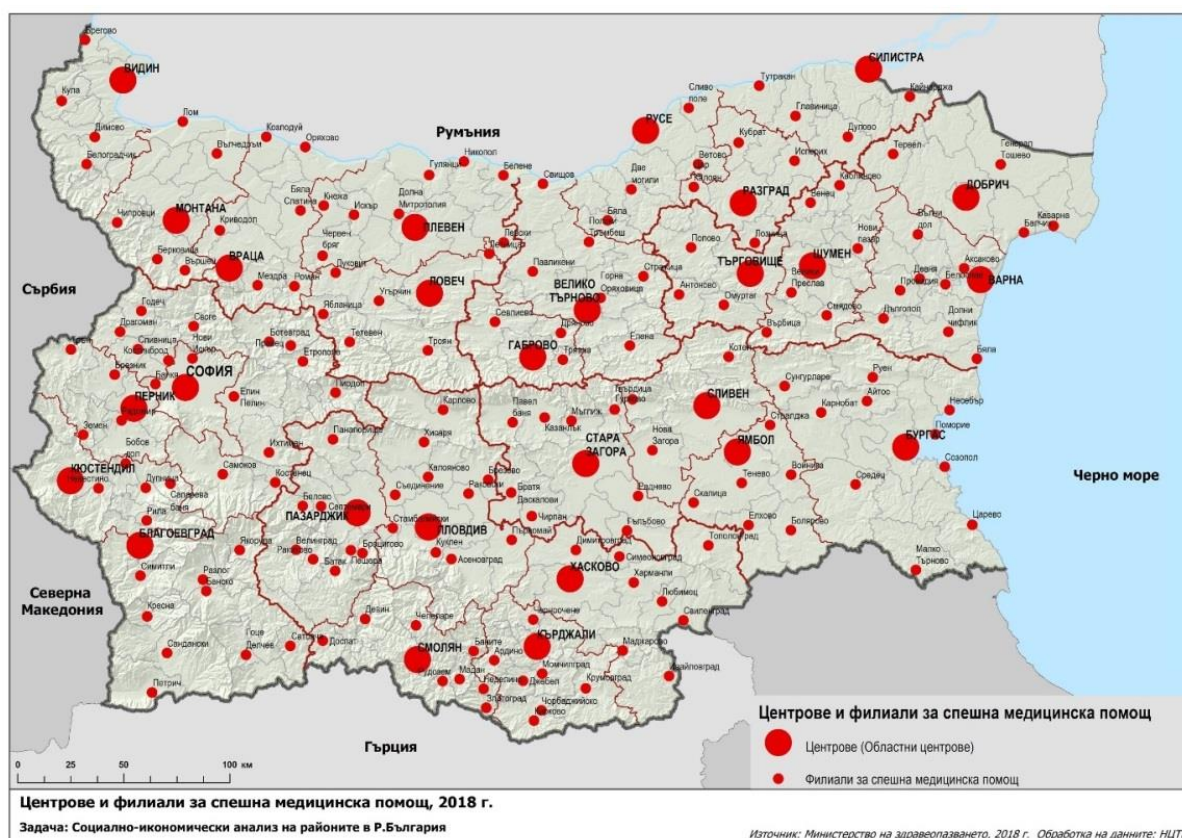 Брегово
ВИДИН
Кула
Димово
Белоградчик
Лом
Козлодуй
Оряхово
Вълчедръм
Румъния
СИЛИСТРА
Тутракан
Кайнарджа
Сливо
поле
Главиница
РУСЕ
Кубрат
Дулово
Тервел
Генерал
Тошево
Исперих
Ветово
Две
могили
Никопол
Гулянци
Белене
Свищов
Каолиново
Венец
ДОБРИЧ
Каварна
Балчик
РАЗГРАД
Бяла
Полски
Тръмбеш
Чипровци
МОНТАНА
Криводол
Бяла
Слатина
Кнежа
Искър
Долна
Митрополия
ПЛЕВЕН
Червен
бряг
Берковица
Вършец
ВРАЦА
Мездра
Роман
Луковит
Левски
Летница
Павликени
Горна
Оряховица
Стражица
Попово
Лозница
ТЪРГОВИЩЕ
ШУМЕН
Нови
пазар
Вълчи
дол
Аксаково
Девня
Провадия
Белослав
ВАРНА
Велики
Преслав
Антоново
Омуртаг
Върбица
Смядово
Дългопол
Долни
чифлик
Бяла
Сърбия
ЛОВЕЧ
Угърчин
Ябланица
Тетевен
Троян
Севлиево
ВЕЛИКО
ТЪРНОВО
Дряново
ГАБРОВО
Трявна
Елена
Котел
Годеч
Драгоман
Своге
Сливница
Нови
Искър
Костинброд
Ботевград
Правец
Етрополе
Трън
Брезник
Банкя
СОФИЯ
ПЕРНИК
Радомир
Елин
Пелин
Пирдоп
Земен
Бобов
дол
Ихтиман
Панагюрище
Карлово
Хисаря
Павел
баня
Казанлък
Мъглиж
Гурково
Твърдица
СЛИВЕН
Сунгурларе
Руен
Айтос
Карнобат
Несебър
Поморие
БУРГАС
Созопол
Средец
Стралджа
ЯМБОЛ
Нова
Загора
СТАРА
ЗАГОРА
Тенево
Войника
Скалица
Раднево
Елхово
Болярово
Тополовград
Царево
Малко
Търново
Черно море
КЮСТЕНДИЛ
Невестино
Дупница
Сапарева
баня
Самоков
Костенец
Рила
БЛАГОЕВГРАД
Белово
Септември
ПАЗАРДЖИК
Калояново
Съединение
Брезово
Раковски
Братя
Даскалови
Чирпан
Стамболийски
ПЛОВДИВ
Куклен
Асеновград
Първомай
Гълъбово
Димитровград
Симеоновград
ХАСКОВО
Харманли
Любимец
Свиленград
Якоруда
Велинград
Ракитово
Батак
Пещера
Брацигово
Симитли
Разлог
Банско
Кресна
Северна
Македония
Сандански
Гоце
Делчев
Сатовча
Доспат
Девин
Чепеларе
СМОЛЯН
Рудозем
Мадан
Баните
Ардино
Неделино
Златоград
Черноочене
КЪРДЖАЛИ
Момчилград
Джебел
Крумовград
Чорбаджийско
Кирково
Маджарово
Ивайловград
Петрич
Гърция
0 25 50 100 км
Центрове и филиали за спешна медицинска помощ
Центрове (Областни центрове)
Филиали за спешна медицинска помощ
Центрове и филиали за спешна медицинска помощ, 2018 г.
Задача: Социално-икономически анализ на районите в Р.България
Източник: Министерство на здравеопазването, 2018 г. Обработка на данните: НЦТР